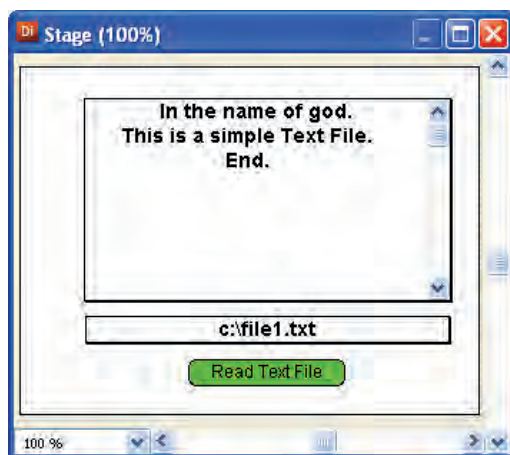 Di Stage (100%)
In the name of god.
This is a simple Text File.
End.
c:\file1.txt
Read Text File
100 %